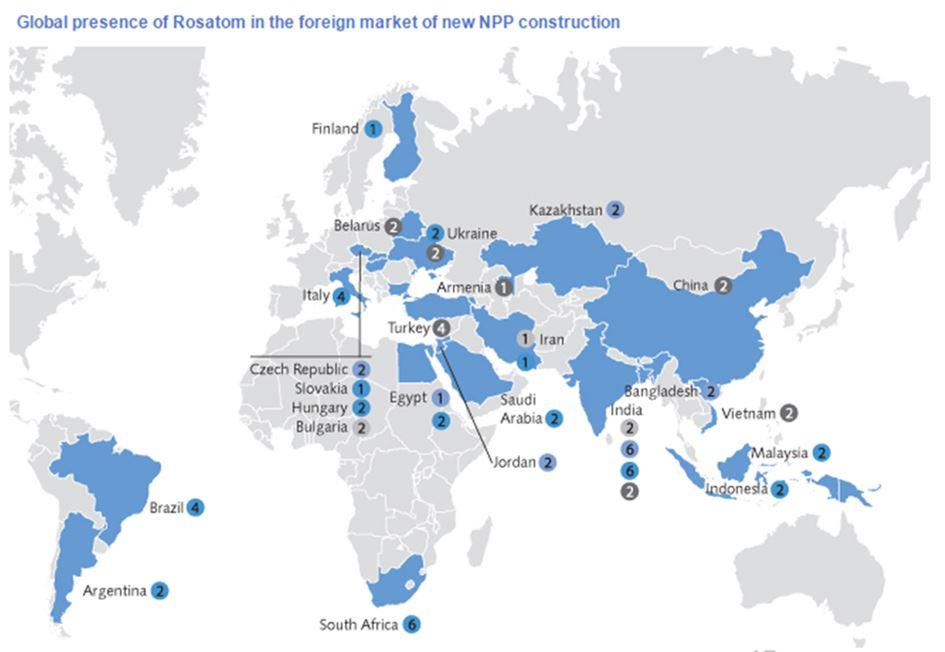 Global presence of Rosatom in the foreign market of new NPP construction
Finland 1
Kazakhstan 2
Belarus 2
2 Ukraine
2
China 2
Armenia 1
Italy 4
Turkey 4
1 Iran
1
Czech Republic 2
Slovakia 1
Hungary 2
Bulgaria 2
Egypt 1
2
Saudi
Arabia 2
Bangladesh 2
India
2
6
6
2
Vietnam 2
Jordan 2
Malaysia 2
Indonesia 2
Brazil 4
Argentina 2
South Africa 6